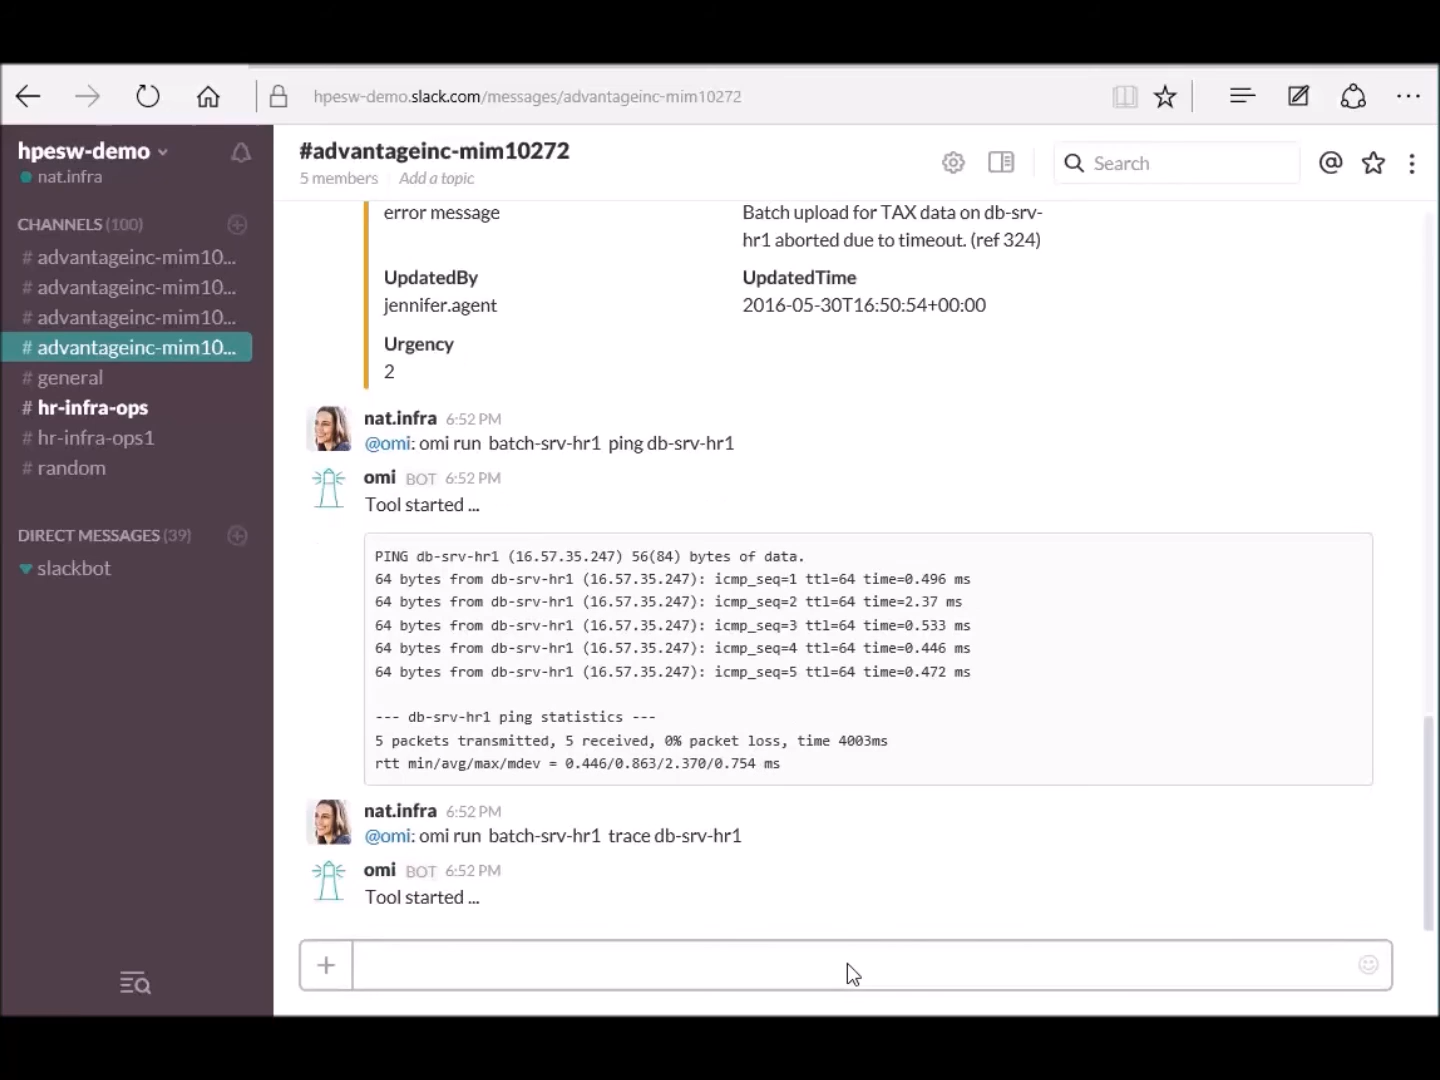 hpesw-demo.slack.com/messages/advantageinc-mim10272
hpesw-demo
nat.infra
CHANNELS (100)
# advantageinc-mim10...
# advantageinc-mim10...
# advantageinc-mim10...
# advantageinc-mim10...
# general
# hr-infra-ops
# hr-infra-ops1
# random
DIRECT MESSAGES (39)
slackbot
#advantageinc-mim10272
5 members | Add a topic
Search
error message
Batch upload for TAX data on db-srv-
hr1 aborted due to timeout. (ref 324)
UpdatedBy
jennifer.agent
UpdatedTime
2016-05-30T16:50:54+00:00
Urgency
2
nat.infra 6:52 PM
@omi: omi run batch-srv-hr1 ping db-srv-hr1
omi BOT 6:52 PM
Tool started ...
PING db-srv-hr1 (16.57.35.247) 56(84) bytes of data.
64 bytes from db-srv-hr1 (16.57.35.247): icmp_seq=1 ttl=64 time=0.496 ms
64 bytes from db-srv-hr1 (16.57.35.247): icmp_seq=2 ttl=64 time=2.37 ms
64 bytes from db-srv-hr1 (16.57.35.247): icmp_seq=3 ttl=64 time=0.533 ms
64 bytes from db-srv-hr1 (16.57.35.247): icmp_seq=4 ttl=64 time=0.446 ms
64 bytes from db-srv-hr1 (16.57.35.247): icmp_seq=5 ttl=64 time=0.472 ms
--- db-srv-hr1 ping statistics ---
5 packets transmitted, 5 received, 0% packet loss, time 4003ms
rtt min/avg/max/mdev = 0.446/0.863/2.370/0.754 ms
nat.infra 6:52 PM
@omi: omi run batch-srv-hr1 trace db-srv-hr1
omi BOT 6:52 PM
Tool started ...